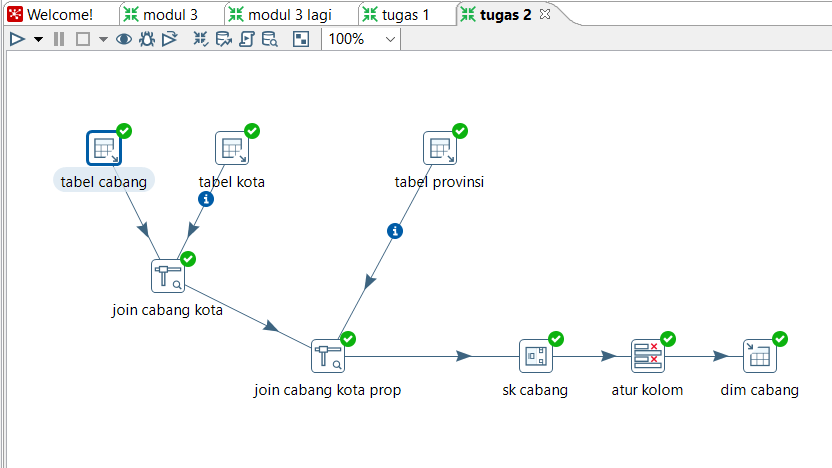 Welcome!
modul 3
modul 3 lagi
tugas 1
tugas 2
100%
tabel cabang
tabel kota
tabel provinsi
join cabang kota
join cabang kota prop
sk cabang
atur kolom
dim cabang